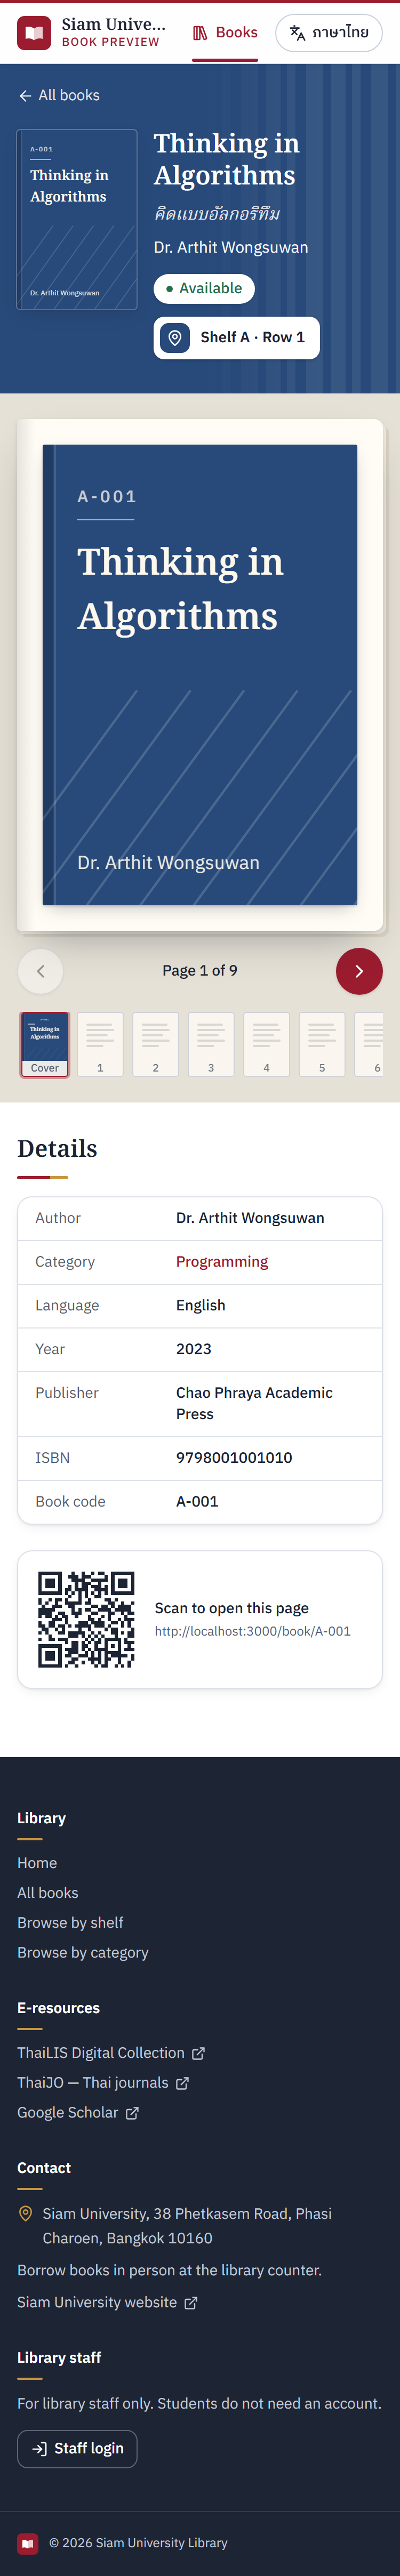 Siam Unive...
BOOK PREVIEW
Books
ภาษาไทย
All books
A-001
Thinking in
Algorithms
Dr. Arthit Wongsuwan
Thinking in
Algorithms
คิดแบบอัลกอริทึม
Dr. Arthit Wongsuwan
Available
Shelf A · Row 1
A-001
Thinking in
Algorithms
Dr. Arthit Wongsuwan
Page 1 of 9
Thinking in
Algorithms
Cover
1
2
3
4
5
6
Details
Author Dr. Arthit Wongsuwan
Category Programming
Language English
Year 2023
Publisher Chao Phraya Academic
Press
ISBN 9798001001010
Book code A-001
Scan to open this page
http://localhost:3000/book/A-001
Library
Home
All books
Browse by shelf
Browse by category
E-resources
ThaiLIS Digital Collection
ThaiJO — Thai journals
Google Scholar
Contact
Siam University, 38 Phetkasem Road, Phasi
Charoen, Bangkok 10160
Borrow books in person at the library counter.
Siam University website
Library staff
For library staff only. Students do not need an account.
Staff login
© 2026 Siam University Library